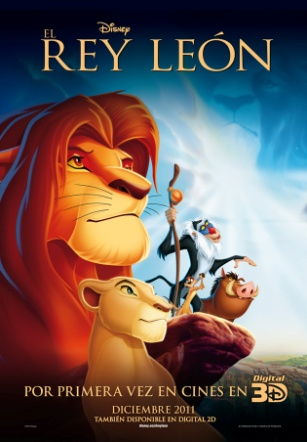 Disney
EL
REY LEÓN
POR PRIMERA VEZ EN CINES EN Digital 3D
DICIEMBRE 2011
TAMBIÉN DISPONIBLE EN DIGITAL 2D